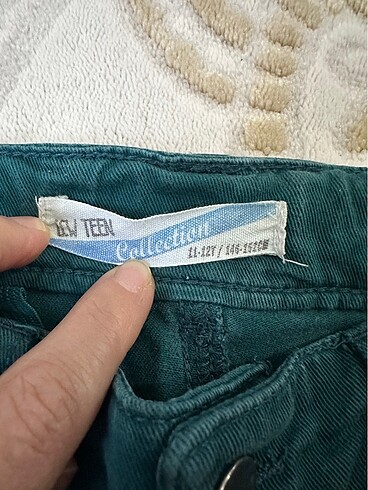 LCW TEEN
Collection
11-12Y / 146-152CM